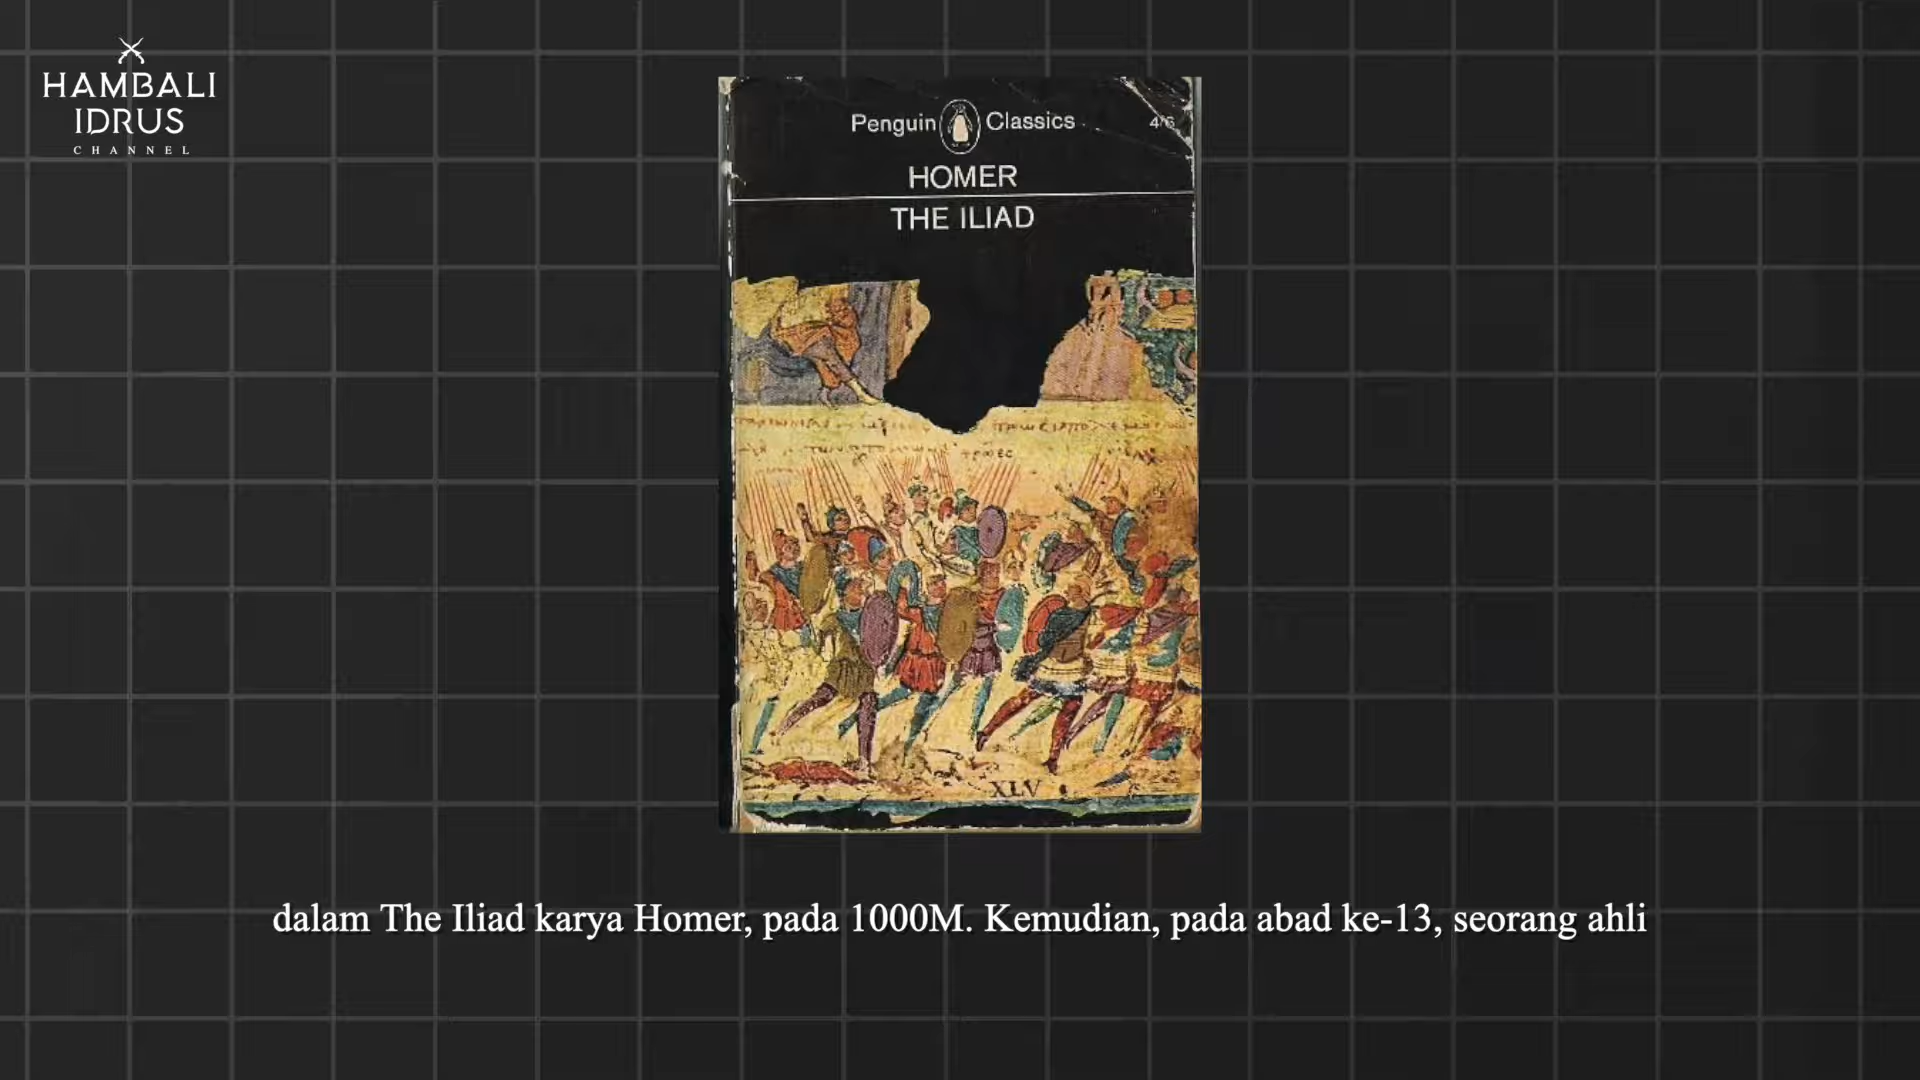 HAMBALI
IDRUS
CHANNEL
Penguin Classics
4/6
HOMER
THE ILIAD
XLV
dalam The Iliad karya Homer, pada 1000M. Kemudian, pada abad ke-13, seorang ahli